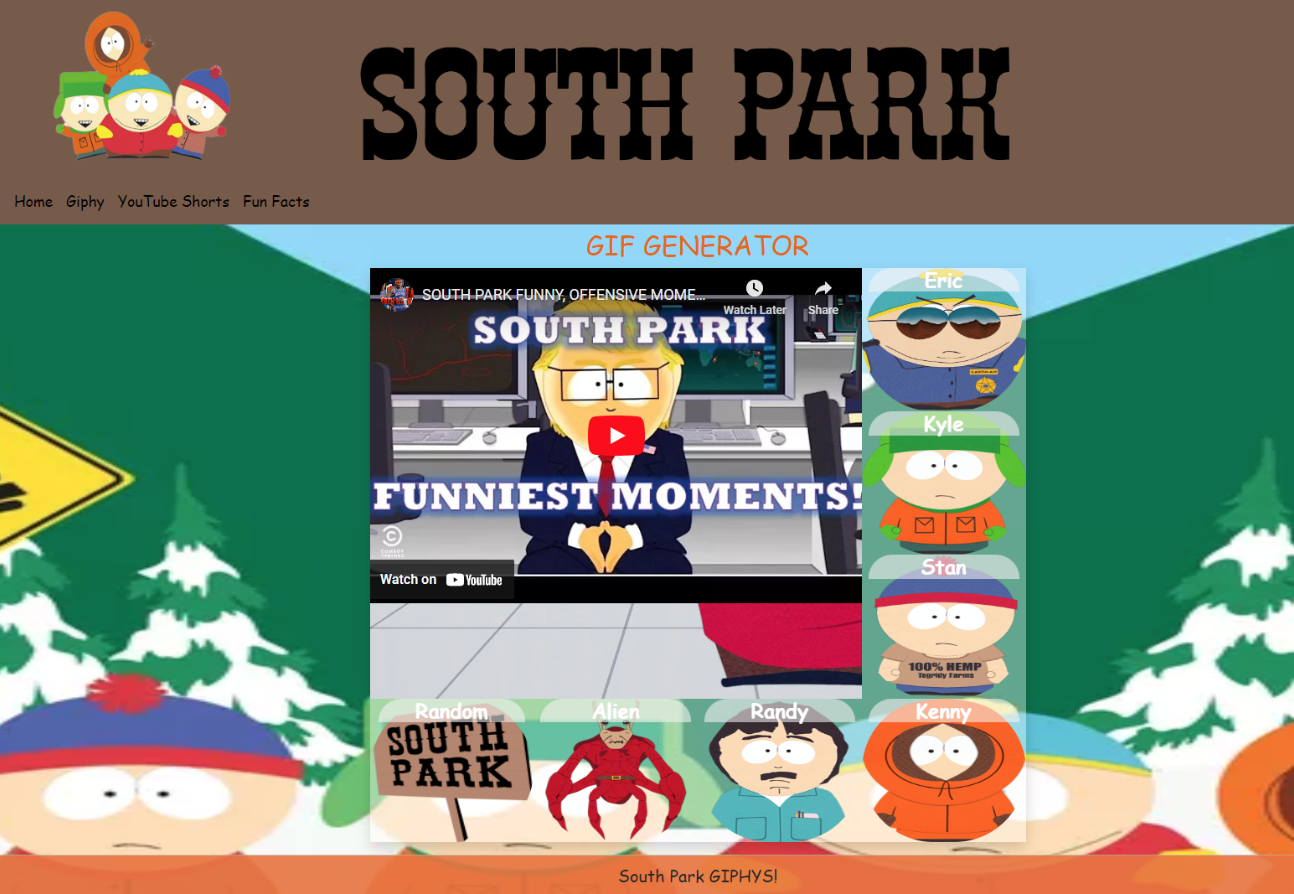 SOUTH PARK
Home Giphy YouTube Shorts Fun Facts
GIF GENERATOR
SOUTH PARK FUNNY, OFFENSIVE MOME...
Watch Later Share
SOUTH PARK
FUNNIEST MOMENTS!
Watch on YouTube
Eric
Kyle
Stan
100% HEMP
Tegridy Farms
Random
SOUTH
PARK
Alien
Randy
Kenny
South Park GIPHYS!